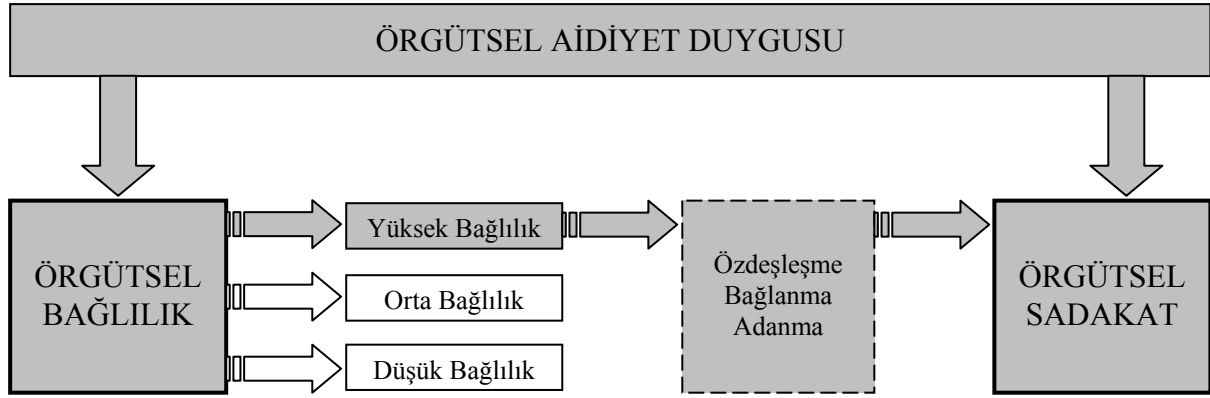 ÖRGÜTSEL AİDİYET DUYGUSU
ÖRGÜTSEL
BAĞLILIK
Yüksek Bağlılık
Orta Bağlılık
Düşük Bağlılık
Özdeşleşme
Bağlanma
Adanma
ÖRGÜTSEL
SADAKAT